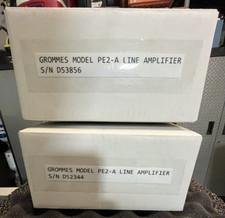 GROMMES MODEL PE2-A LINE AMPLIFIER
S/N D53856
GROMMES MODEL PE2-A LINE AMPLIFIER
S/N D52344